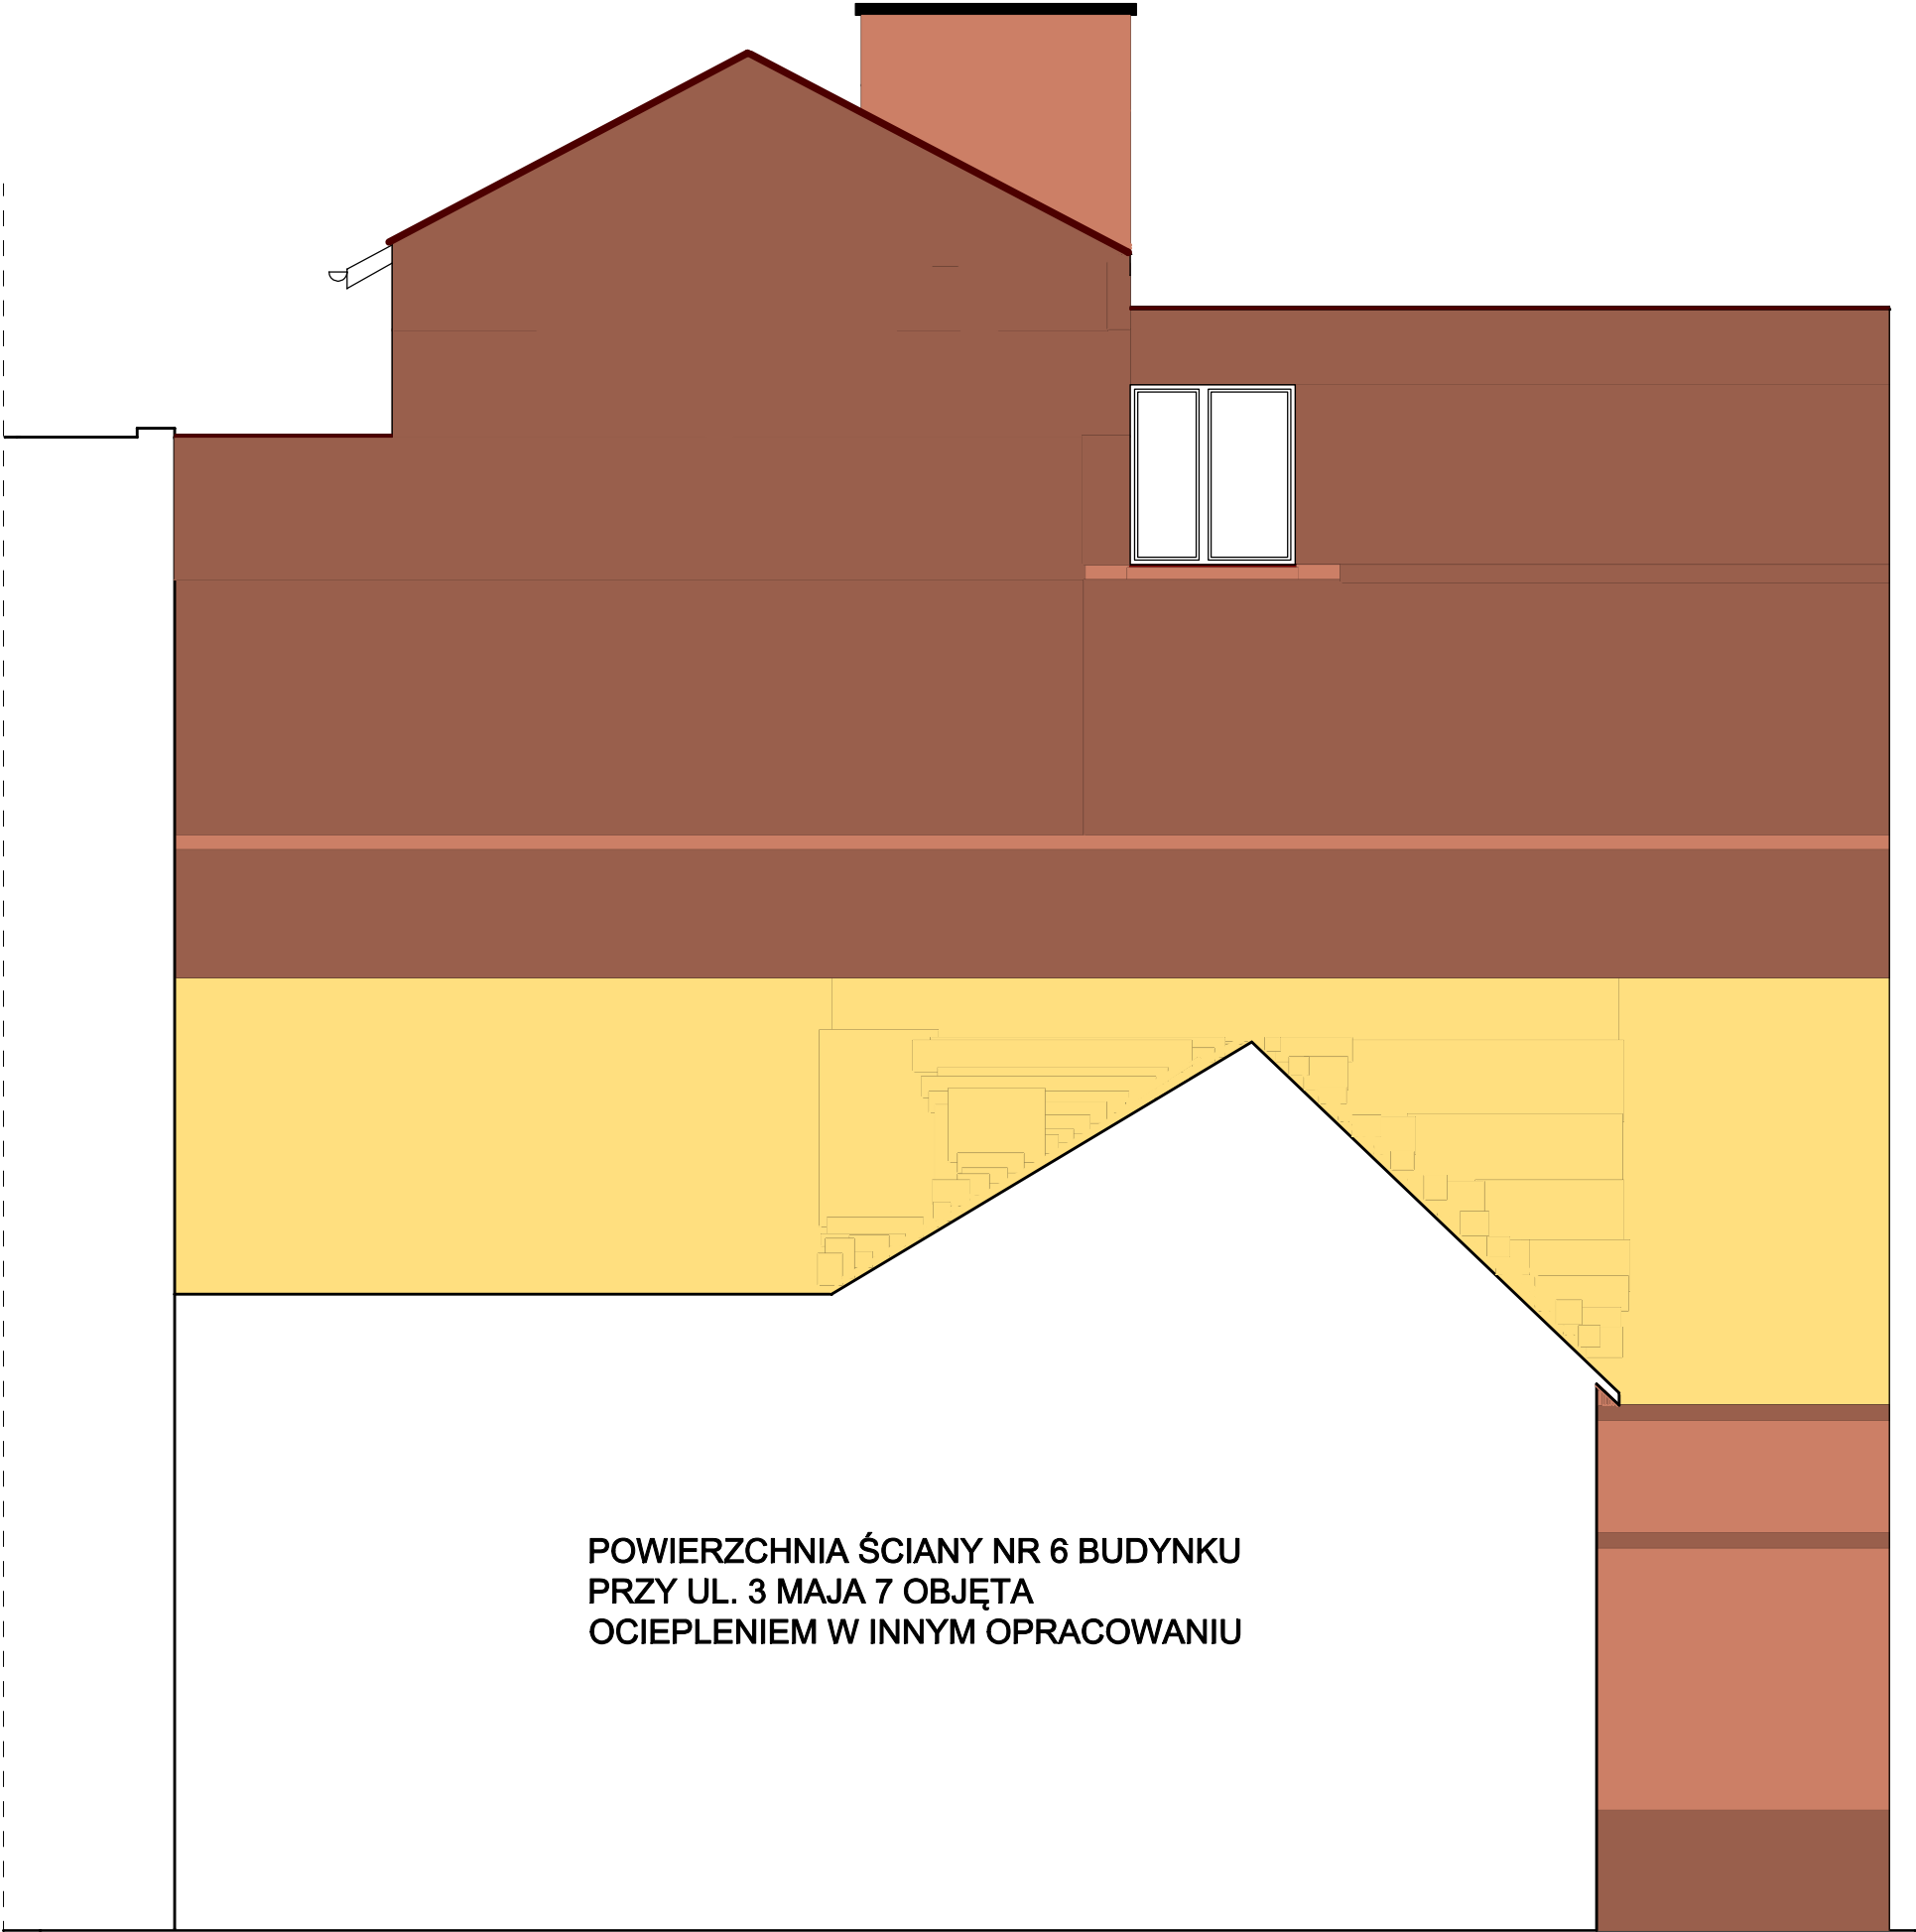 POWIERZCHNIA ŚCIANY NR 6 BUDYNKU
PRZY UL. 3 MAJA 7 OBJĘTA
OCIEPLENIEM W INNYM OPRACOWANIU